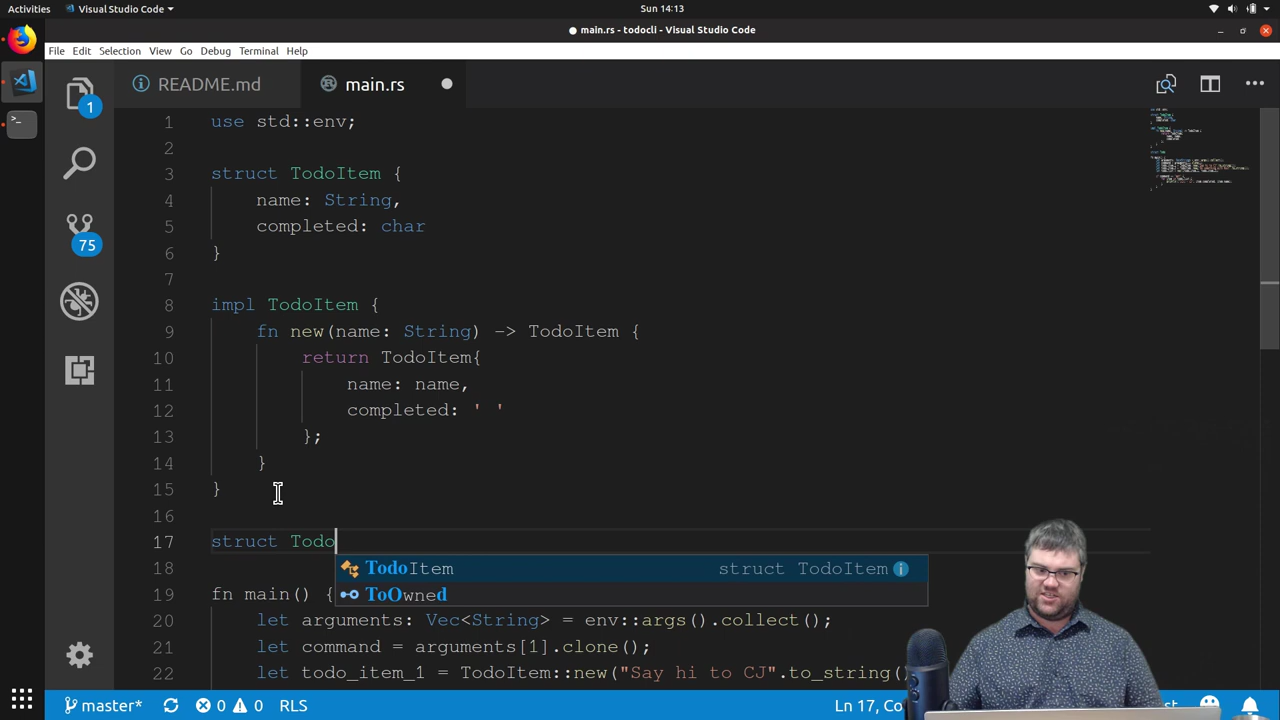 Activities
Visual Studio Code
Sun 14:13
main.rs - todocli - Visual Studio Code
File Edit Selection View Go Debug Terminal Help
README.md
main.rs
1
75
1 use std::env;
2
3 struct TodoItem {
4 name: String,
5 completed: char
6 }
7
8 impl TodoItem {
9 fn new(name: String) -> TodoItem {
10 return TodoItem{
11 name: name,
12 completed: ' '
13 };
14 }
15 }
16
17 struct Todo
TodoItem struct TodoItem
ToOwned
18
19 fn main() {
20 let arguments: Vec<String> = env::args().collect();
21 let command = arguments[1].clone();
22 let todo_item_1 = TodoItem::new("Say hi to CJ".to_string()
master* 0 0 RLS
Ln 17, Co